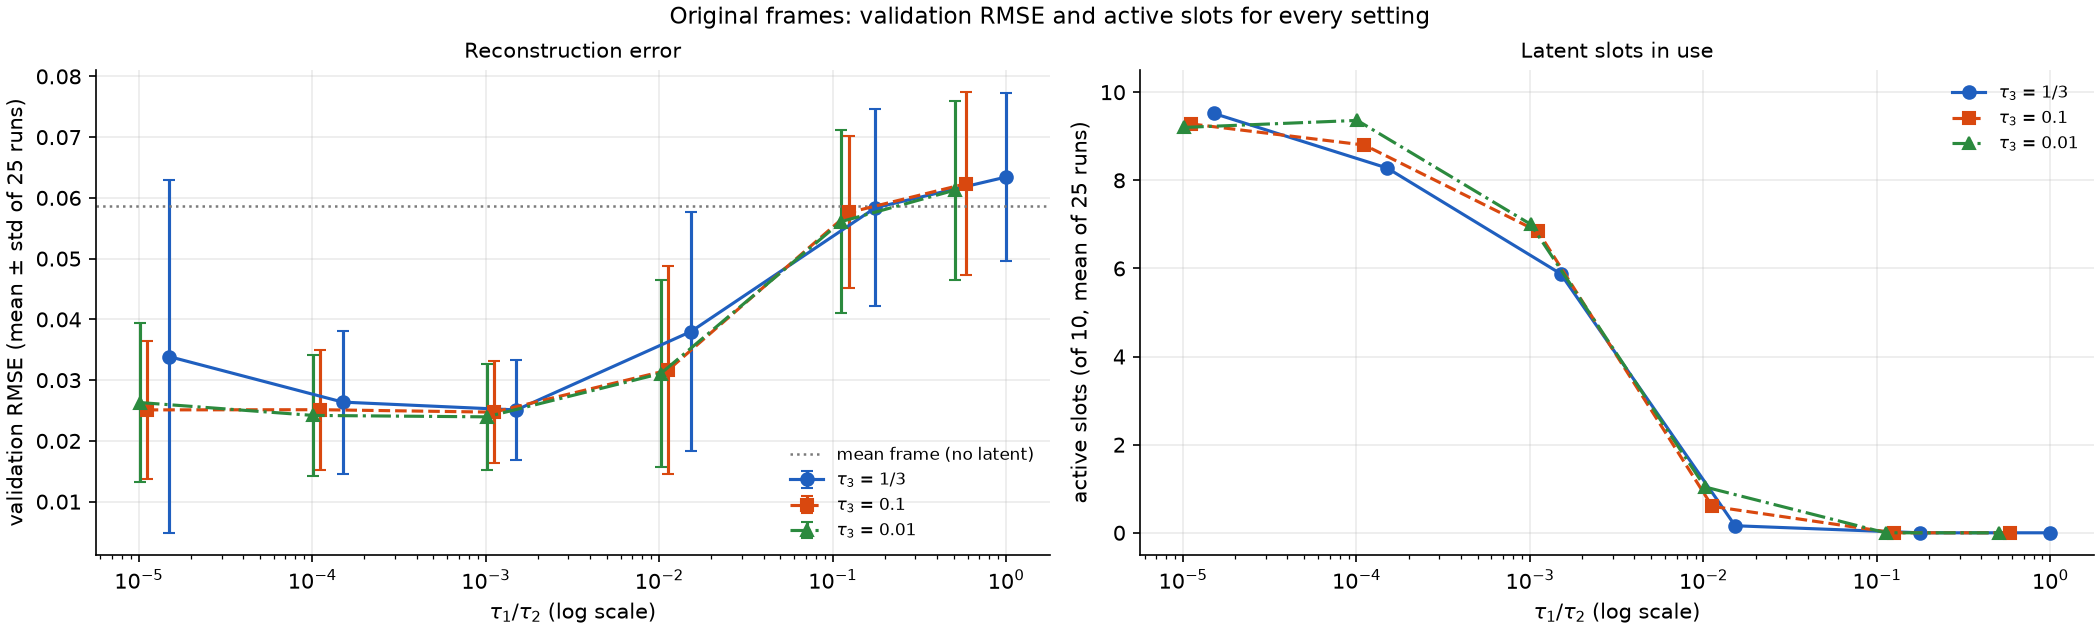 Original frames: validation RMSE and active slots for every setting
Reconstruction error
validation RMSE (mean ± std of 25 runs)
0.08
0.07
0.06
0.05
0.04
0.03
0.02
0.01
mean frame (no latent)
τ₃ = 1/3
τ₃ = 0.1
τ₃ = 0.01
10⁻⁵
10⁻⁴
10⁻³
10⁻²
10⁻¹
10⁰
τ₁/τ₂ (log scale)
Latent slots in use
active slots (of 10, mean of 25 runs)
10
8
6
4
2
0
τ₃ = 1/3
τ₃ = 0.1
τ₃ = 0.01
10⁻⁵
10⁻⁴
10⁻³
10⁻²
10⁻¹
10⁰
τ₁/τ₂ (log scale)